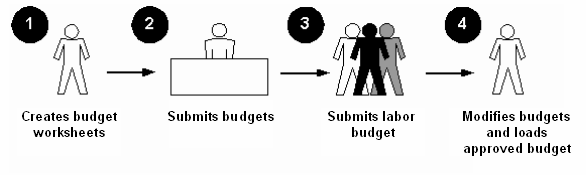 1
2
3
4
Creates budget
worksheets
Submits budgets
Submits labor
budget
Modifies budgets
and loads
approved budget